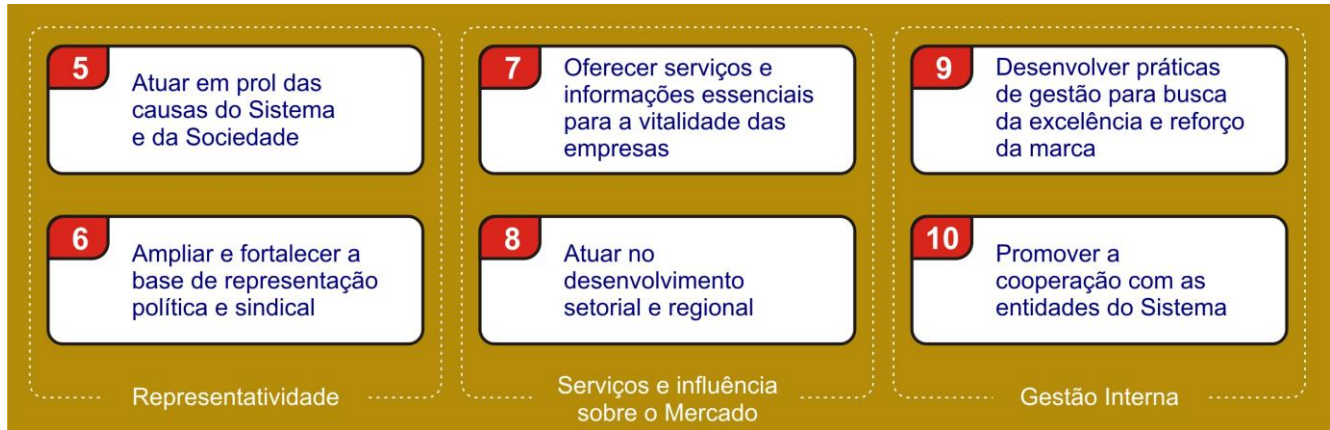 5
Atuar em prol das
causas do Sistema
e da Sociedade
6
Ampliar e fortalecer a
base de representação
política e sindical
Representatividade
7
Oferecer serviços e
informações essenciais
para a vitalidade das
empresas
8
Atuar no
desenvolvimento
setorial e regional
Serviços e influência
sobre o Mercado
9
Desenvolver práticas
de gestão para busca
da excelência e reforço
da marca
10
Promover a
cooperação com as
entidades do Sistema
Gestão Interna